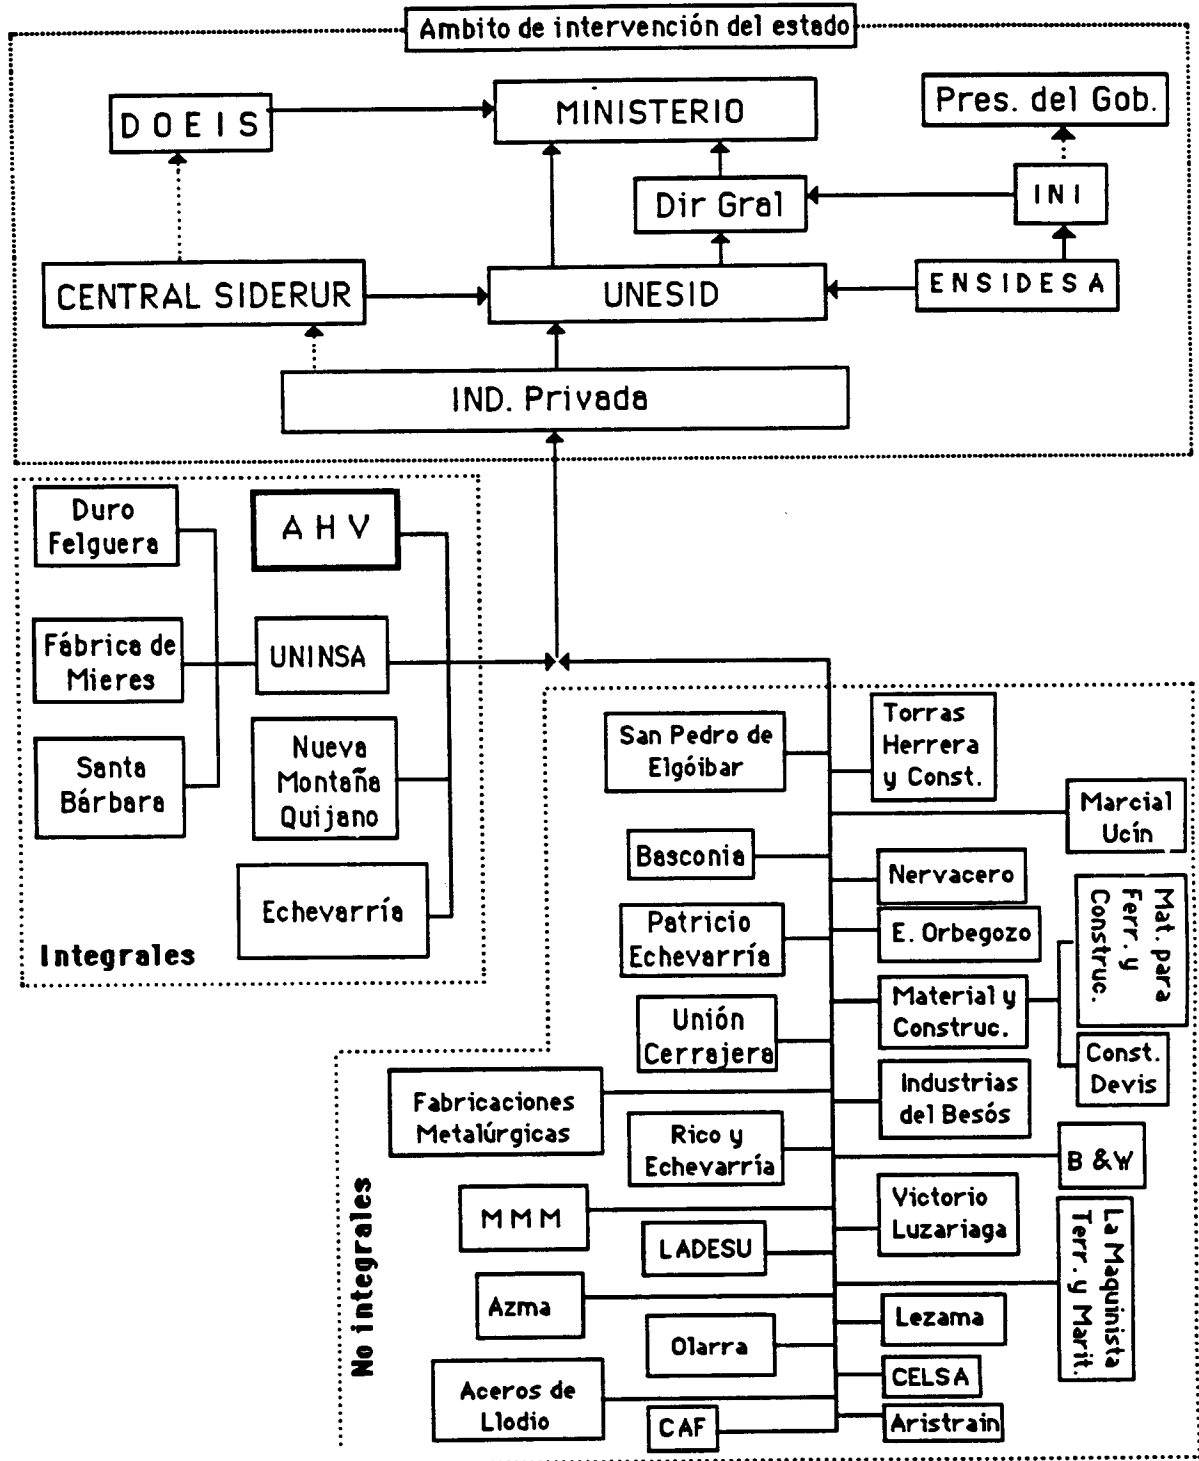 Ambito de intervención del estado
DOEIS
MINISTERIO
Pres. del Gob.
Dir Gral
INI
CENTRAL SIDERUR
UNESID
ENSIDESA
IND. Privada
Duro
Felguera
AHV
Fábrica de
Mieres
UNINSA
Santa
Bárbara
Nueva
Montaña
Quijano
Echevarría
Integrales
San Pedro de
Elgóibar
Torras
Herrera
y Const.
Marcial
Ucín
Basconia
Nervacero
Patricio
Echevarría
E. Orbegozo
Mat. para
Ferr. y
Construc.
Material y
Construc.
Unión
Cerrajera
Const.
Devis
Fabricaciones
Metalúrgicas
Industrias
del Besós
Rico y
Echevarría
B & W
No integrales
MMM
Victorio
Luzariaga
LADESU
La Maquinista
Terr. y Marit.
Azma
Lezama
Olarra
CELSA
Aceros de
Llodio
CAF
Aristrain